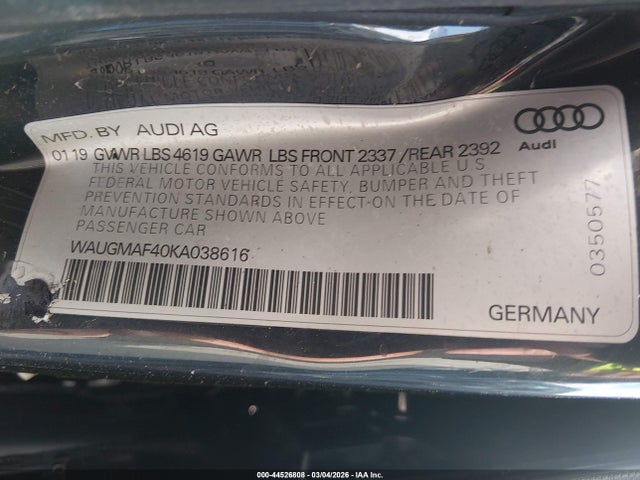 MFD. BY AUDI AG
01 19 GVWR LBS 4619 GAWR LBS FRONT 2337 / REAR 2392
THIS VEHICLE CONFORMS TO ALL APPLICABLE U S
FEDERAL MOTOR VEHICLE SAFETY, BUMPER AND THEFT
PREVENTION STANDARDS IN EFFECT ON THE DATE OF
MANUFACTURE SHOWN ABOVE
PASSENGER CAR
WAUGMAF40KA038616
Audi
0350577
GERMANY
000-44526808 - 03/04/2026 - IAA Inc.